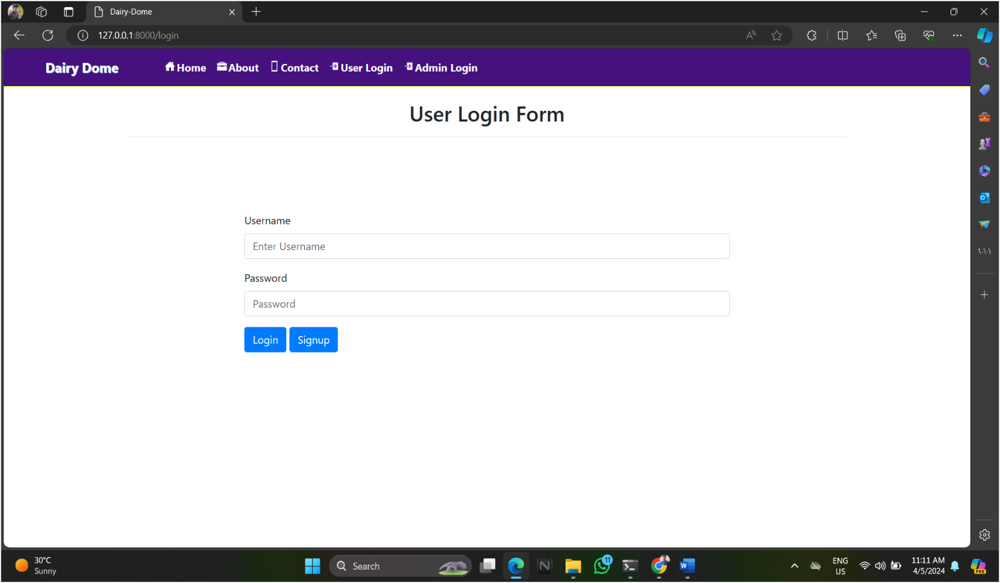 Dairy-Dome
127.0.0.1:8000/login
Dairy Dome
Home About Contact User Login Admin Login
User Login Form
Username
Enter Username
Password
Password
Login Signup
30°C
Sunny
Search
11
ENG
US
11:11 AM
4/5/2024
PRE